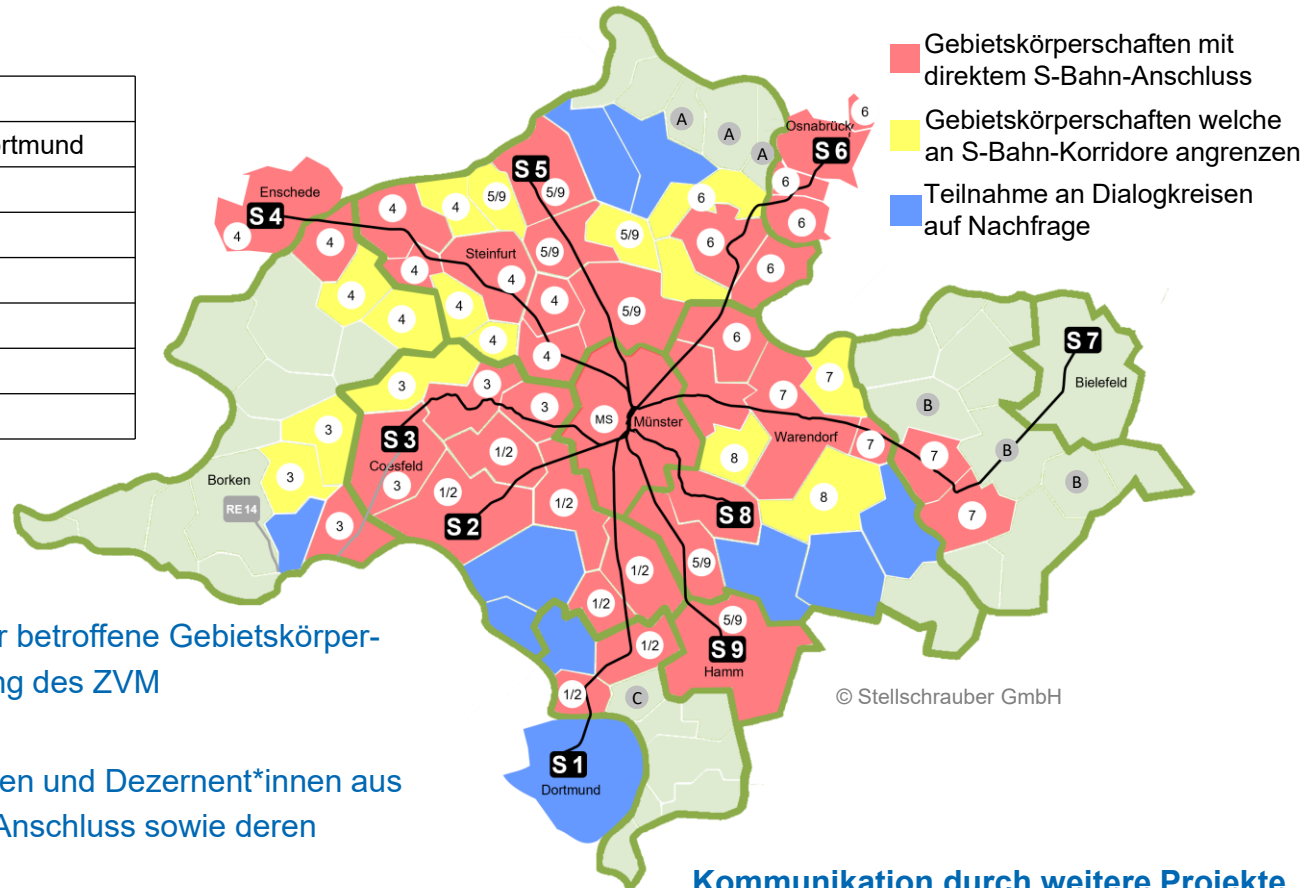 rtmund
Gebietskörperschaften mit
direktem S-Bahn-Anschluss
Gebietskörperschaften welche
an S-Bahn-Korridore angrenzen
Teilnahme an Dialogkreisen
auf Nachfrage
A
A
A
6
Osnabrück
S 6
S 5
Enschede
S 4
4
4
4
4
5/9
5/9
5/9
5/9
6
6
6
6
6
Steinfurt
4
4
4
4
4
4
4
4
5/9
6
S 7
Bielefeld
3
3
3
MS
Münster
7
7
B
B
B
3
3
S 3
Coesfeld
3
1/2
1/2
1/2
S 2
Warendorf
8
8
7
7
7
S 8
Borken
RE 14
3
1/2
1/2
1/2
1/2
5/9
5/9
S 9
Hamm
C
S 1
Dortmund
© Stellschrauber GmbH
r betroffene Gebietskörper-
ng des ZVM
en und Dezernent*innen aus
Anschluss sowie deren
Kommunikation durch weitere Projekte